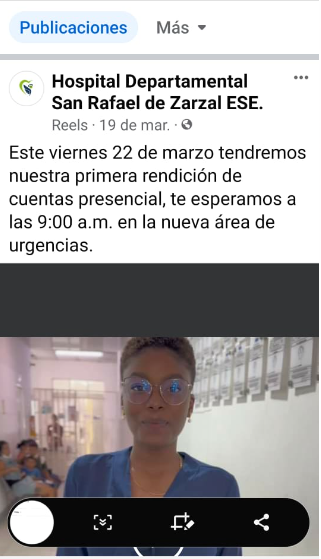 Publicaciones Más
Hospital Departamental
San Rafael de Zarzal ESE.
Reels · 19 de mar. ·
Este viernes 22 de marzo tendremos
nuestra primera rendición de
cuentas presencial, te esperamos a
las 9:00 a.m. en la nueva área de
urgencias.